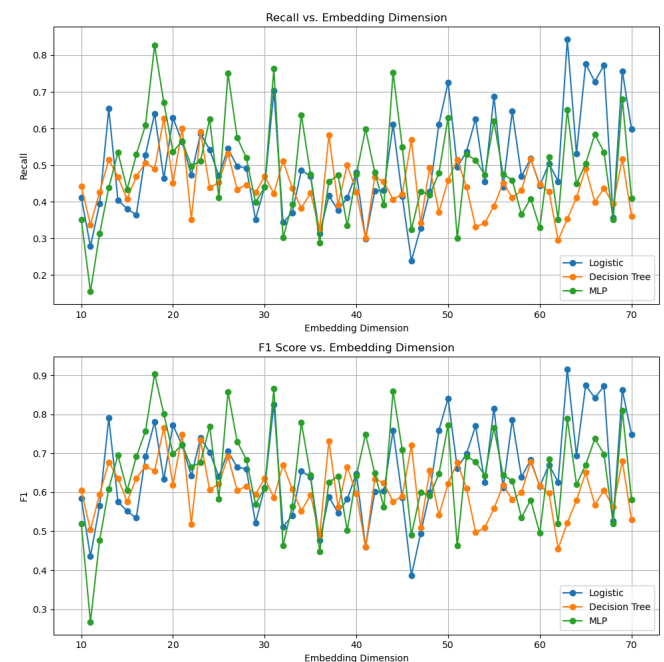 Recall vs. Embedding Dimension
0.8
0.7
0.6
0.5
0.4
0.3
0.2
Recall
Logistic
Decision Tree
MLP
10 20 30 40 50 60 70
Embedding Dimension
F1 Score vs. Embedding Dimension
0.9
0.8
0.7
0.6
0.5
0.4
0.3
F1
Logistic
Decision Tree
MLP
10 20 30 40 50 60 70
Embedding Dimension